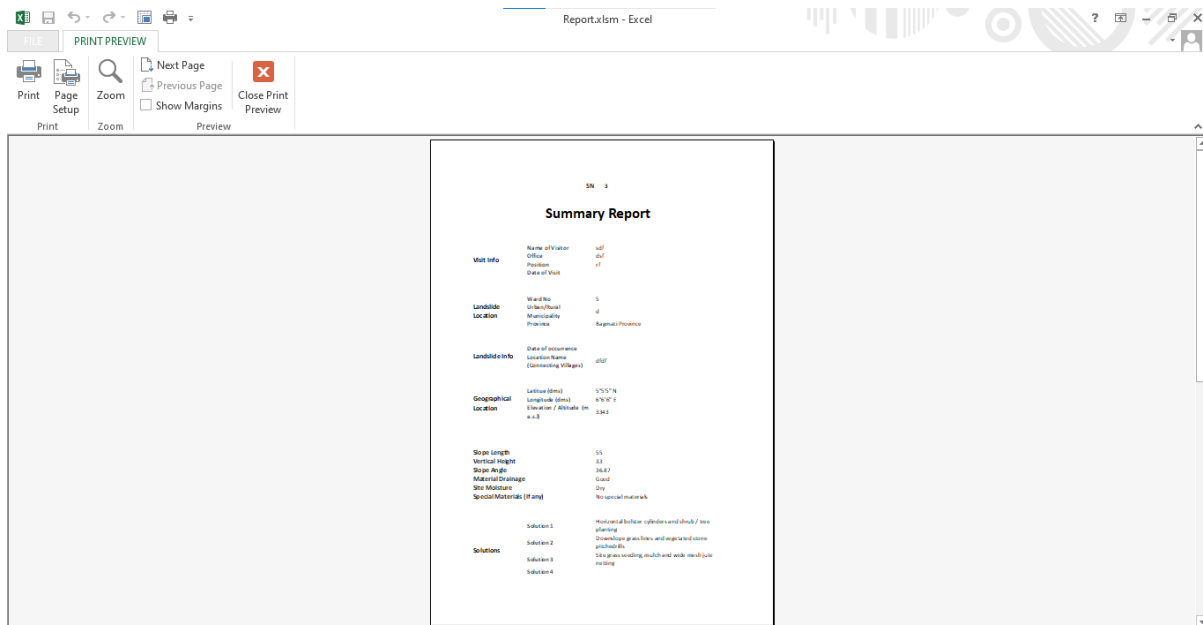 Report.xlsm - Excel
?
FILE
PRINT PREVIEW
Print
Page Setup
Zoom
Next Page
Previous Page
Show Margins
Close Print Preview
Print
Zoom
Preview
SN 3
Summary Report
Visit Info
Name of Visitor sdf
Office dsf
Position rf
Date of Visit
Landslide Location
Ward No 5
Urban/Rural Municipality d
Province Bagmati Province
Landslide Info
Date of occurrence
Location Name (Connecting Villages) dfdf
Geographical Location
Latitue (dms) 5°5'5" N
Longitude (dms) 6°6'6" E
Elevation / Altitude (m a.s.l) 3343
Slope Length 55
Vertical Height 33
Slope Angle 36.87
Material Drainage Good
Site Moisture Dry
Special Materials (If any) No special materials
Solutions
Solution 1 Horizontal bolster cylinders and shrub / tree planting
Solution 2 Downslope grass lines and vegetated stone pitchedrills
Solution 3 Site grass seeding, mulch and wide mesh jute netting
Solution 4